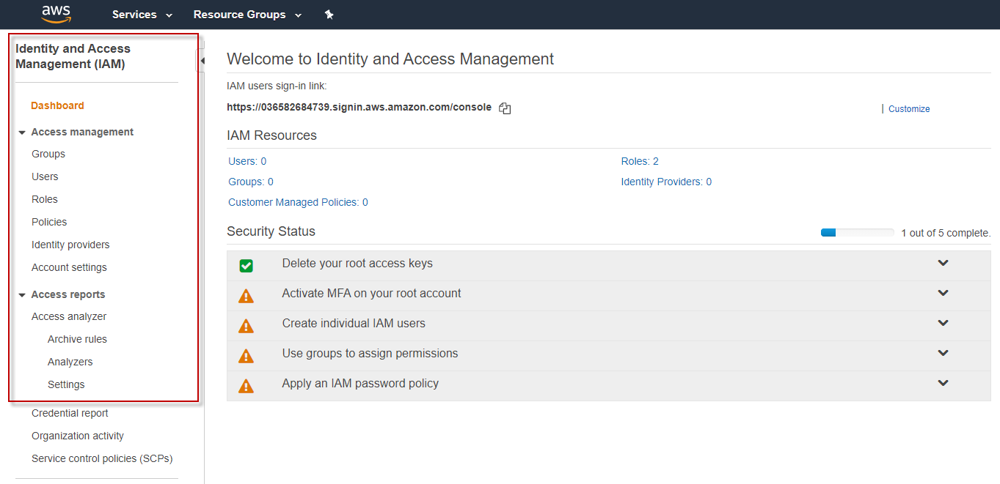 aws
Services
Resource Groups
Identity and Access
Management (IAM)
Dashboard
Access management
Groups
Users
Roles
Policies
Identity providers
Account settings
Access reports
Access analyzer
Archive rules
Analyzers
Settings
Credential report
Organization activity
Service control policies (SCPs)
Welcome to Identity and Access Management
IAM users sign-in link:
https://036582684739.signin.aws.amazon.com/console
| Customize
IAM Resources
Users: 0
Roles: 2
Groups: 0
Identity Providers: 0
Customer Managed Policies: 0
Security Status
1 out of 5 complete.
Delete your root access keys
Activate MFA on your root account
Create individual IAM users
Use groups to assign permissions
Apply an IAM password policy